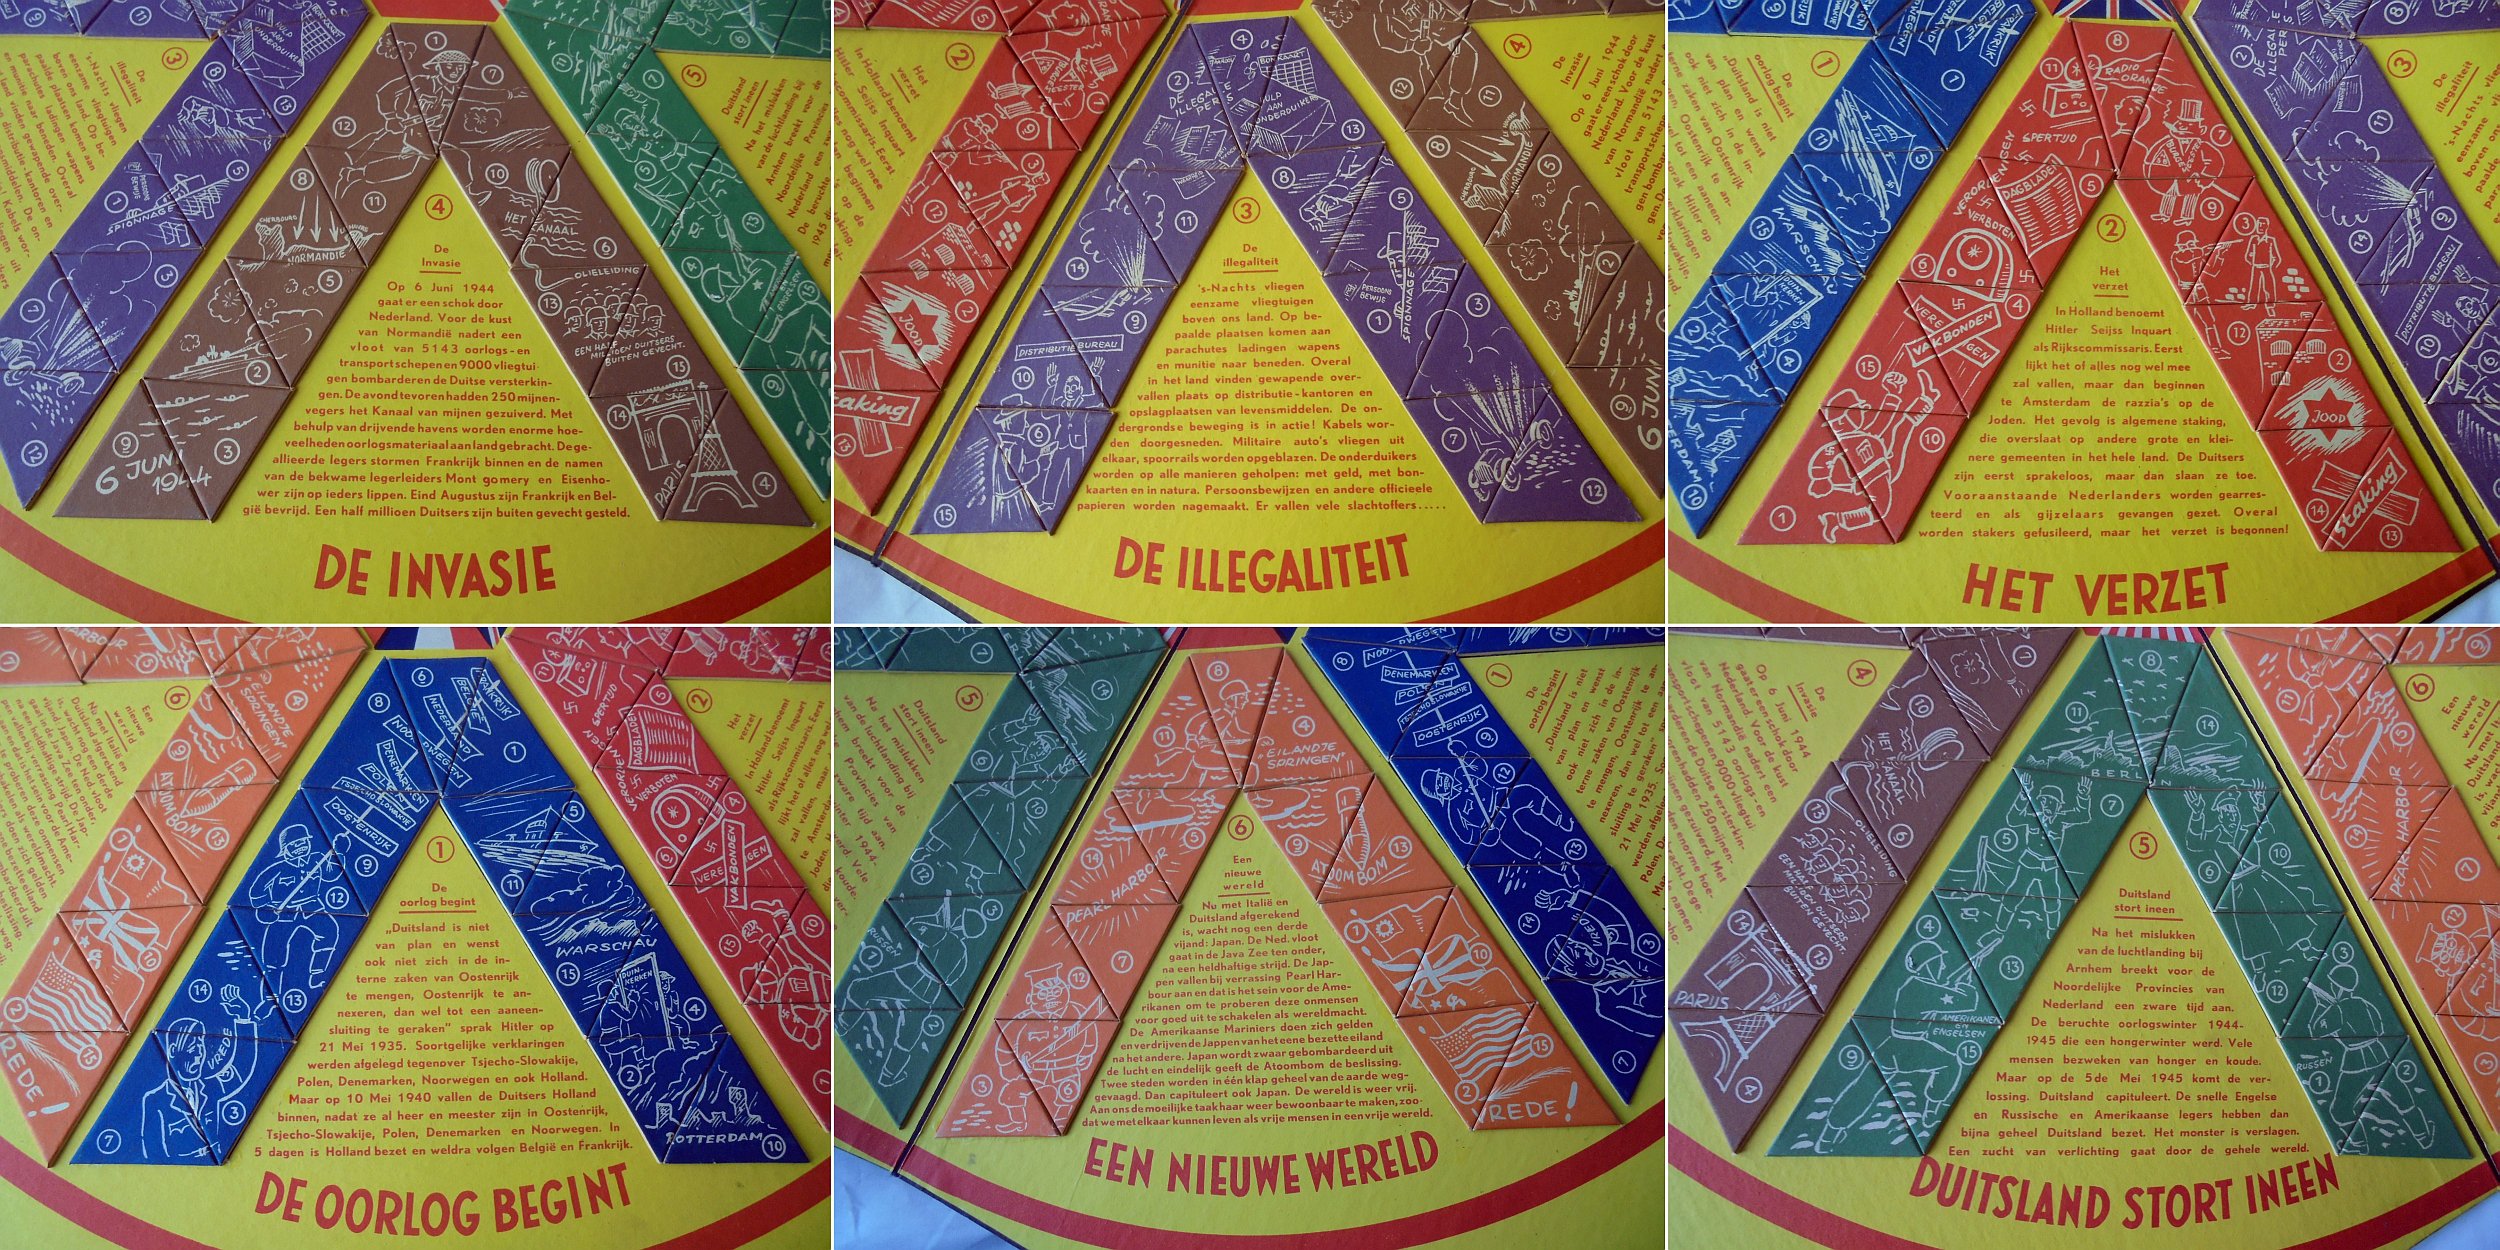 4
De
Invasie
Op 6 Juni 1944
gaat er een schok door
Nederland. Voor de kust
van Normandië nadert een
vloot van 5143 oorlogs- en
transportschepen en 9000 vliegtui-
gen bombarderen de Duitse versterkin-
gen. De avond tevoren hadden 250 mijnen-
vegers het Kanaal van mijnen gezuiverd. Met
behulp van drijvende havens worden enorme hoe-
veelheden oorlogsmateriaal aan land gebracht. De ge-
allieerde legers stormen Frankrijk binnen en de namen
van de bekwame legerleiders Mont gomery en Eisenho-
wer zijn op ieders lippen. Eind Augustus zijn Frankrijk en Bel-
gië bevrijd. Een half millioen Duitsers zijn buiten gevecht gesteld.
CHERBOURG
NORMANDIE
6 JUNI
1944
HET
KANAAL
OLIELEIDING
EEN HALF
MILLIOEN DUITSERS
BUITEN GEVECHT.
PARIJS
DE INVASIE
3
De
illegaliteit
's-Nachts vliegen
eenzame vliegtuigen
boven ons land. Op be-
paalde plaatsen komen aan
parachutes ladingen wapens
en munitie naar beneden. Overal
in het land vinden gewapende over-
vallen plaats op distributie-kantoren en
opslagplaatsen van levensmiddelen. De on-
dergrondse beweging is in actie! Kabels wor-
den doorgesneden. Militaire auto's vliegen uit
elkaar, spoorrails worden opgeblazen. De onderduikers
worden op alle manieren geholpen: met geld, met bon-
kaarten en in natura. Persoonsbewijzen en andere officieele
papieren worden nagemaakt. Er vallen vele slachtoffers.....
DE
ILLEGALE
PERS
BONKAART
HULP
AAN
ONDERDUIKERS
DISTRIBUTIEBUREAU
PERSOONS
BEWIJS
SPIONNAGE
DE ILLEGALITEIT
2
Het
verzet
In Holland benoemt
Hitler Seijss Inquart
als Rijkscommissaris. Eerst
lijkt het of alles nog wel mee
zal vallen, maar dan beginnen
te Amsterdam de razzia's op de
Joden. Het gevolg is algemene staking,
die overslaat op andere grote en klei-
nere gemeenten in het hele land. De Duitsers
zijn eerst sprakeloos, maar dan slaan ze toe.
Vooraanstaande Nederlanders worden gearres-
teerd en als gijzelaars gevangen gezet. Overal
worden stakers gefusileerd, maar het verzet is begonnen!
RADIO
ORANJE
SPERTIJD
VERORDENINGEN
DAGBLADEN
VERBOTEN
VERE
NIGINGEN
VAKBONDEN
BURGE
MEESTER
JOOD
Staking
HET VERZET
1
De
oorlog begint
„Duitsland is niet
van plan en wenst
ook niet zich in de in-
terne zaken van Oostenrijk
te mengen, Oostenrijk te an-
nexeren, dan wel tot een aaneen-
sluiting te geraken" sprak Hitler op
21 Mei 1935. Soortgelijke verklaringen
werden afgelegd tegenover Tsjecho-Slowakije,
Polen, Denemarken, Noorwegen en ook Holland.
Maar op 10 Mei 1940 vallen de Duitsers Holland
binnen, nadat ze al heer en meester zijn in Oostenrijk,
Tsjecho-Slowakije, Polen, Denemarken en Noorwegen. In
5 dagen is Holland bezet en weldra volgen België en Frankrijk.
FRANKRIJK
BELGIE
NEDERLAND
NOORWEGEN
DENEMARKEN
POLEN
TSJECHOSLOWAKIJE
OOSTENRIJK
VREDE
WARSCHAU
DUIN-
KERKEN
ROTTERDAM
DE OORLOG BEGINT
6
Een
nieuwe
wereld
Nu met Italië en
Duitsland afgerekend
is, wacht nog een derde
vijand: Japan. De Ned. vloot
gaat in de Java Zee ten onder,
na een heldhaftige strijd. De Jap-
pen vallen bij verrassing Pearl Har-
bour aan en dat is het sein voor de Ame-
rikanen om te proberen deze onmensen
voor goed uit te schakelen als wereldmacht.
De Amerikaanse Mariniers doen zich gelden
en verdrijven de Jappen van het eene bezette eiland
na het andere. Japan wordt zwaar gebombardeerd uit
de lucht en eindelijk geeft de Atoombom de beslissing.
Twee steden worden in één klap geheel van de aarde weg-
gevaagd. Dan capituleert ook Japan. De wereld is weer vrij.
Aan ons de moeilijke taak haar weer bewoonbaar te maken, zoo-
dat we met elkaar kunnen leven als vrije mensen in een vrije wereld.
„EILANDJE
SPRINGEN"
PEARL HARBOUR
ATOOMBOM
VREDE!
EEN NIEUWE WERELD
5
Duitsland
stort ineen
Na het mislukken
van de luchtlanding bij
Arnhem breekt voor de
Noordelijke Provincies van
Nederland een zware tijd aan.
De beruchte oorlogswinter 1944-
1945 die een hongerwinter werd. Vele
mensen bezweken van honger en koude.
Maar op de 5de Mei 1945 komt de ver-
lossing. Duitsland capituleert. De snelle Engelse
en Russische en Amerikaanse legers hebben dan
bijna geheel Duitsland bezet. Het monster is verslagen.
Een zucht van verlichting gaat door de gehele wereld.
BERLIJN
AMERIKANEN
EN
ENGELSEN
RUSSEN
DUITSLAND STORT INEEN